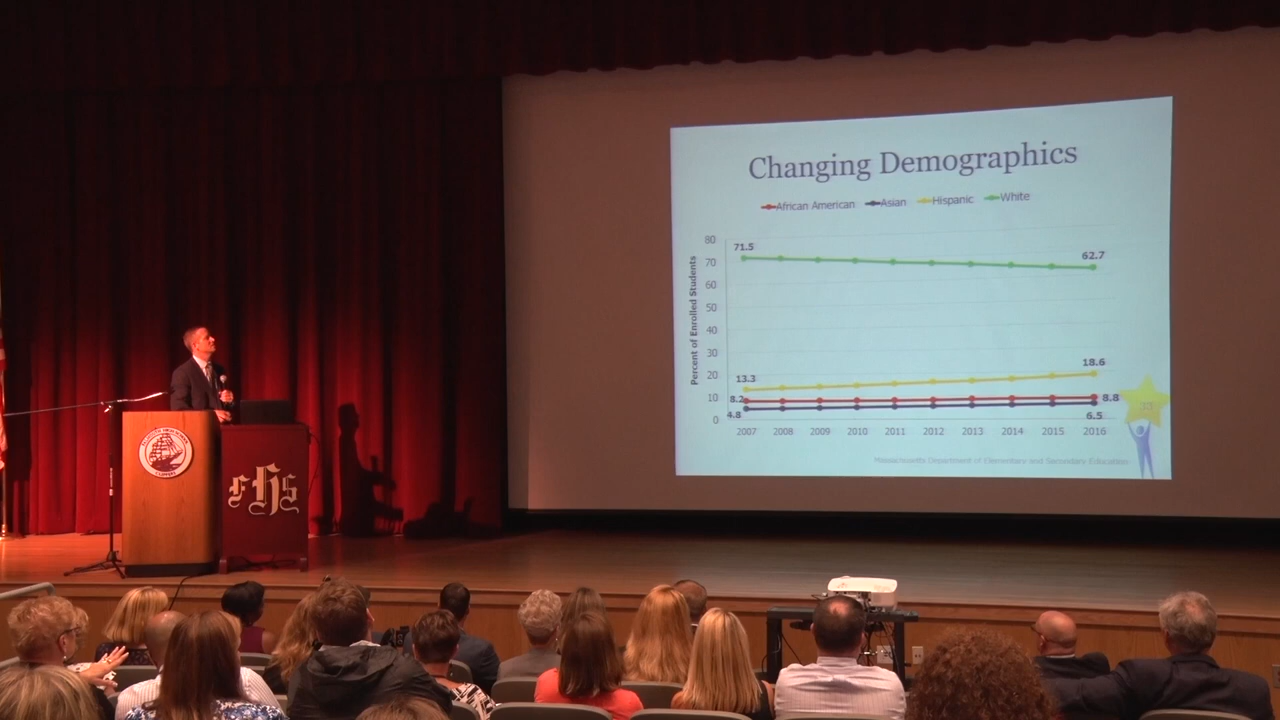 Changing Demographics
African American Asian Hispanic White
Percent of Enrolled Students
80
70
60
50
40
30
20
10
0
71.5
62.7
13.3
18.6
8.2
8.8
4.8
6.5
2007 2008 2009 2010 2011 2012 2013 2014 2015 2016
Massachusetts Department of Elementary and Secondary Education
FHS